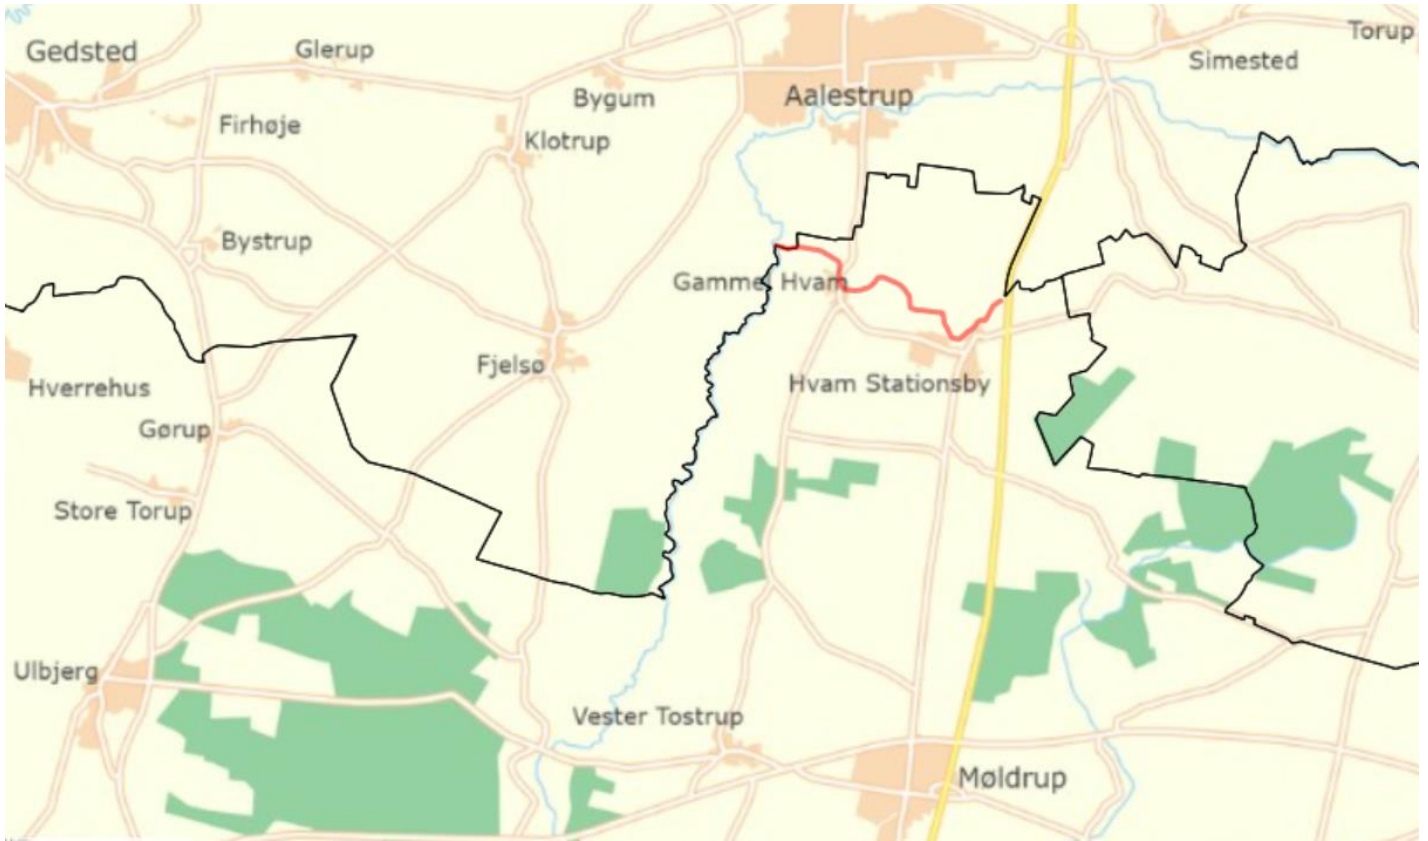 Torup
Gedsted
Glerup
Simested
Bygum
Aalestrup
Firhøje
Klotrup
Bystrup
Gammel Hvam
Fjelsø
Hverrehus
Hvam Stationsby
Gørup
Store Torup
Ulbjerg
Vester Tostrup
Møldrup